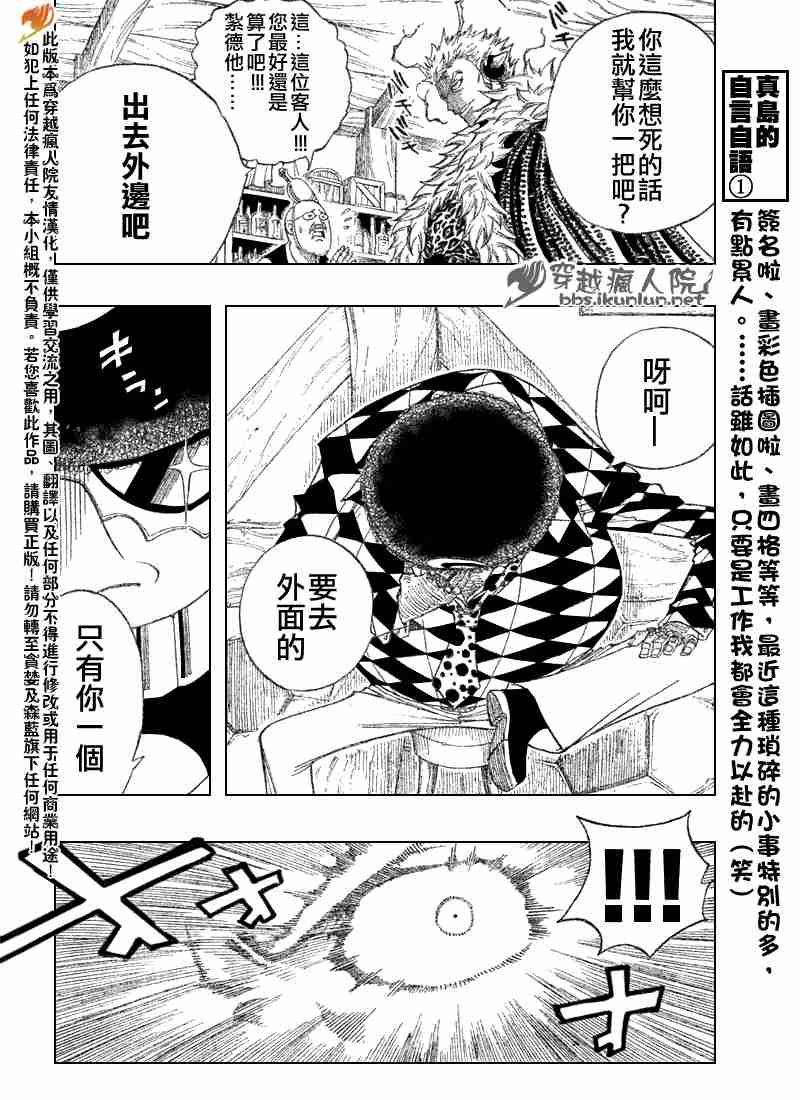 真島的
自言自語①
簽名啦、畫彩色插圖啦、畫四格等等，最近這種瑣碎的小事特別的多，
有點累人。……話雖如此，只要是工作我都會全力以赴的（笑）
你這麼想死的話
我就幫你一把吧？
這…這位客人!!!
您最好還是
算了吧!!!
紮德他……
出去外邊吧
穿越瘋人院
bbs.ikunlun.net
呀呵—
要去
外面的
只有你一個
!!!
此版本爲穿越瘋人院友情漢化，僅供學習交流之用，其圖、翻譯以及任何部分不得進行修改或用于任何商業用途！
如犯上任何法律責任，本小組概不負責。若您喜歡此作品，請購買正版！請勿轉至貪婪及森藍旗下任何網站！